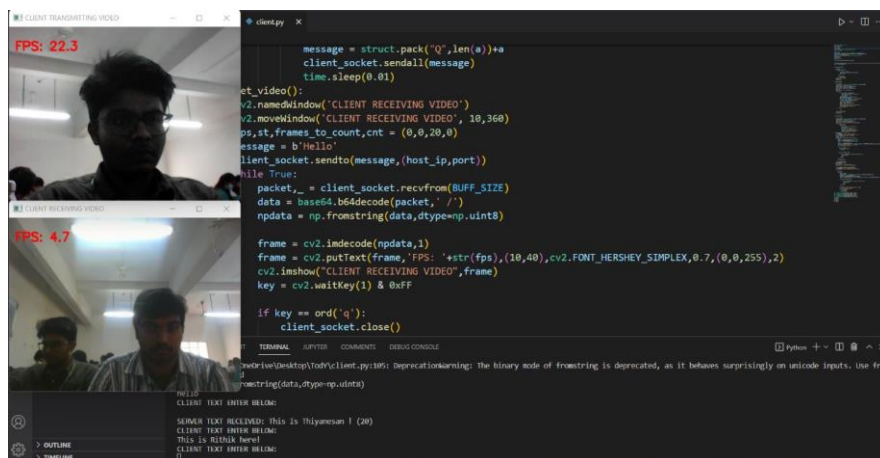 CLIENT TRANSMITTING VIDEO
FPS: 22.3
CLIENT RECEIVING VIDEO
FPS: 4.7
client.py
message = struct.pack("Q",len(a))+a
client_socket.sendall(message)
time.sleep(0.01)
et_video():
v2.namedWindow('CLIENT RECEIVING VIDEO')
v2.moveWindow('CLIENT RECEIVING VIDEO', 10,360)
ps,st,frames_to_count,cnt = (0,0,20,0)
essage = b'Hello'
lient_socket.sendto(message,(host_ip,port))
hile True:
packet,_ = client_socket.recvfrom(BUFF_SIZE)
data = base64.b64decode(packet,' /')
npdata = np.fromstring(data,dtype=np.uint8)
frame = cv2.imdecode(npdata,1)
frame = cv2.putText(frame,'FPS: '+str(fps),(10,40),cv2.FONT_HERSHEY_SIMPLEX,0.7,(0,0,255),2)
cv2.imshow("CLIENT RECEIVING VIDEO",frame)
key = cv2.waitKey(1) & 0xFF
if key == ord('q'):
client_socket.close()
TERMINAL JUPYTER COMMENTS DEBUG CONSOLE
Python
OneDrive\Desktop\TodY\client.py:105: DeprecationWarning: The binary mode of fromstring is deprecated, as it behaves surprisingly on unicode inputs. Use fr
romstring(data,dtype=np.uint8)
hello
CLIENT TEXT ENTER BELOW:
SERVER TEXT RECEIVED: This Is Thiyanesan ! (20)
CLIENT TEXT ENTER BELOW:
This is Rithik here!
CLIENT TEXT ENTER BELOW:
OUTLINE
TIMELINE